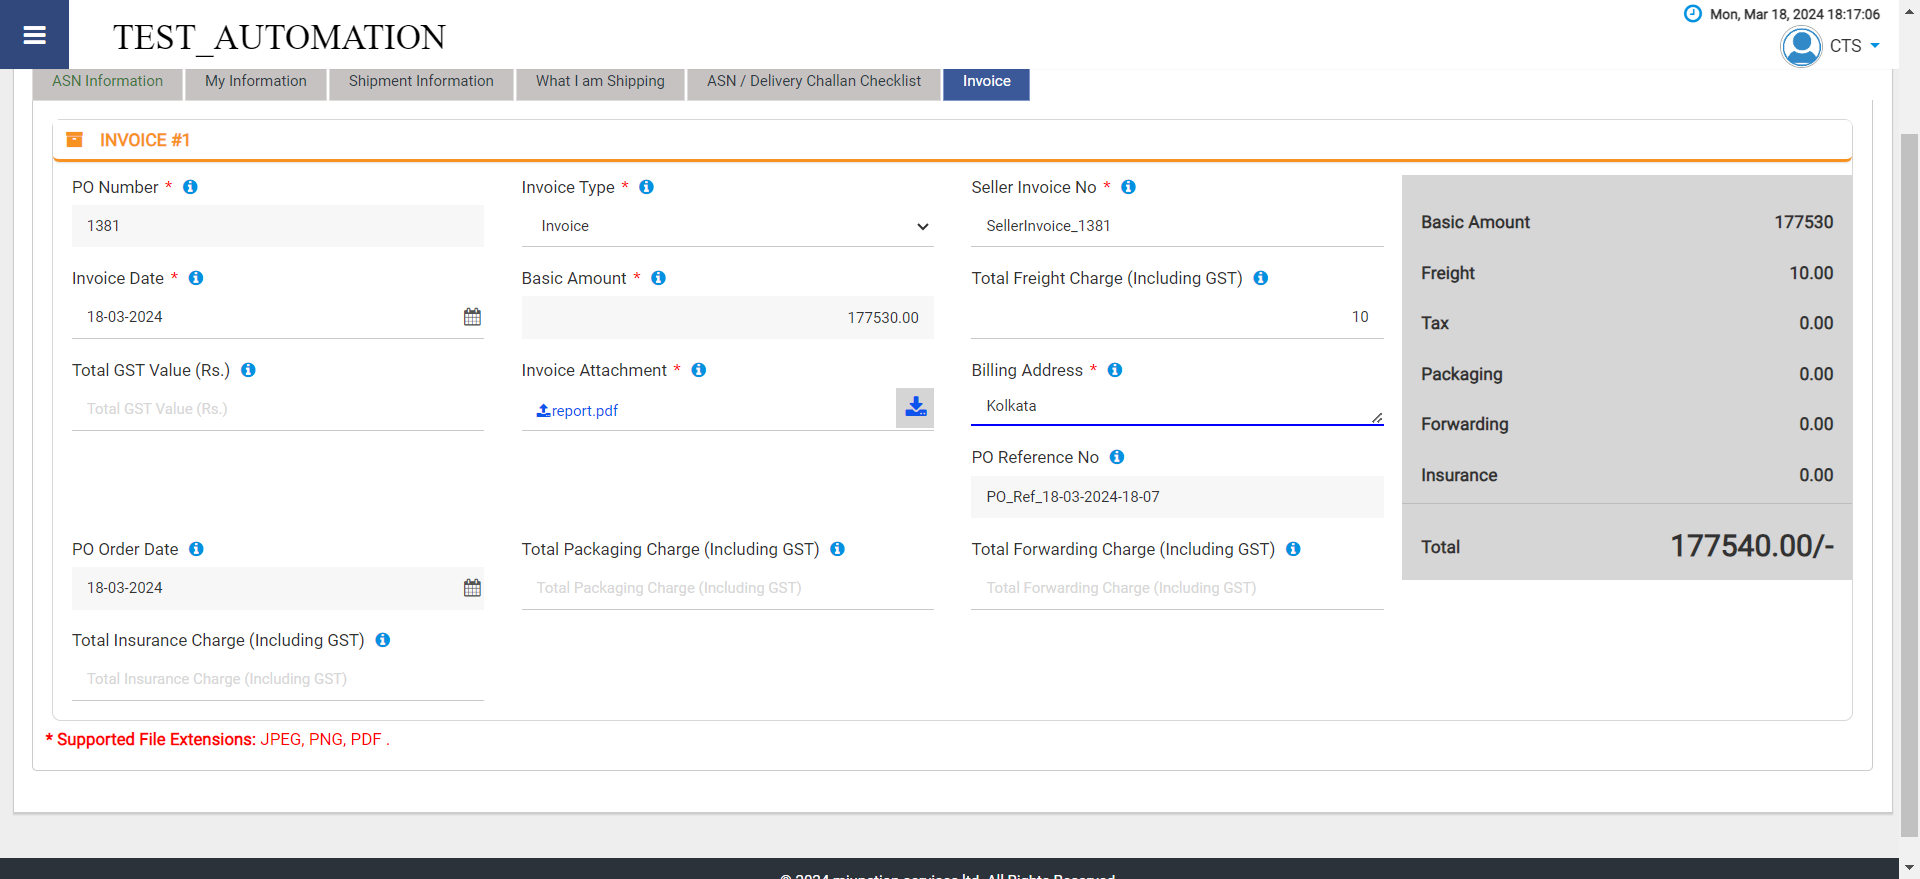 TEST_AUTOMATION
Mon, Mar 18, 2024 18:17:06
CTS
ASN Information
My Information
Shipment Information
What I am Shipping
ASN / Delivery Challan Checklist
Invoice
INVOICE #1
PO Number *
1381
Invoice Type *
Invoice
Seller Invoice No *
SellerInvoice_1381
Invoice Date *
18-03-2024
Basic Amount *
177530.00
Total Freight Charge (Including GST)
10
Total GST Value (Rs.)
Total GST Value (Rs.)
Invoice Attachment *
report.pdf
Billing Address *
Kolkata
PO Reference No
PO_Ref_18-03-2024-18-07
PO Order Date
18-03-2024
Total Packaging Charge (Including GST)
Total Packaging Charge (Including GST)
Total Forwarding Charge (Including GST)
Total Forwarding Charge (Including GST)
Total Insurance Charge (Including GST)
Total Insurance Charge (Including GST)
Basic Amount 177530
Freight 10.00
Tax 0.00
Packaging 0.00
Forwarding 0.00
Insurance 0.00
Total 177540.00/-
* Supported File Extensions: JPEG, PNG, PDF .
© 2024 mjunction services ltd. All Rights Reserved